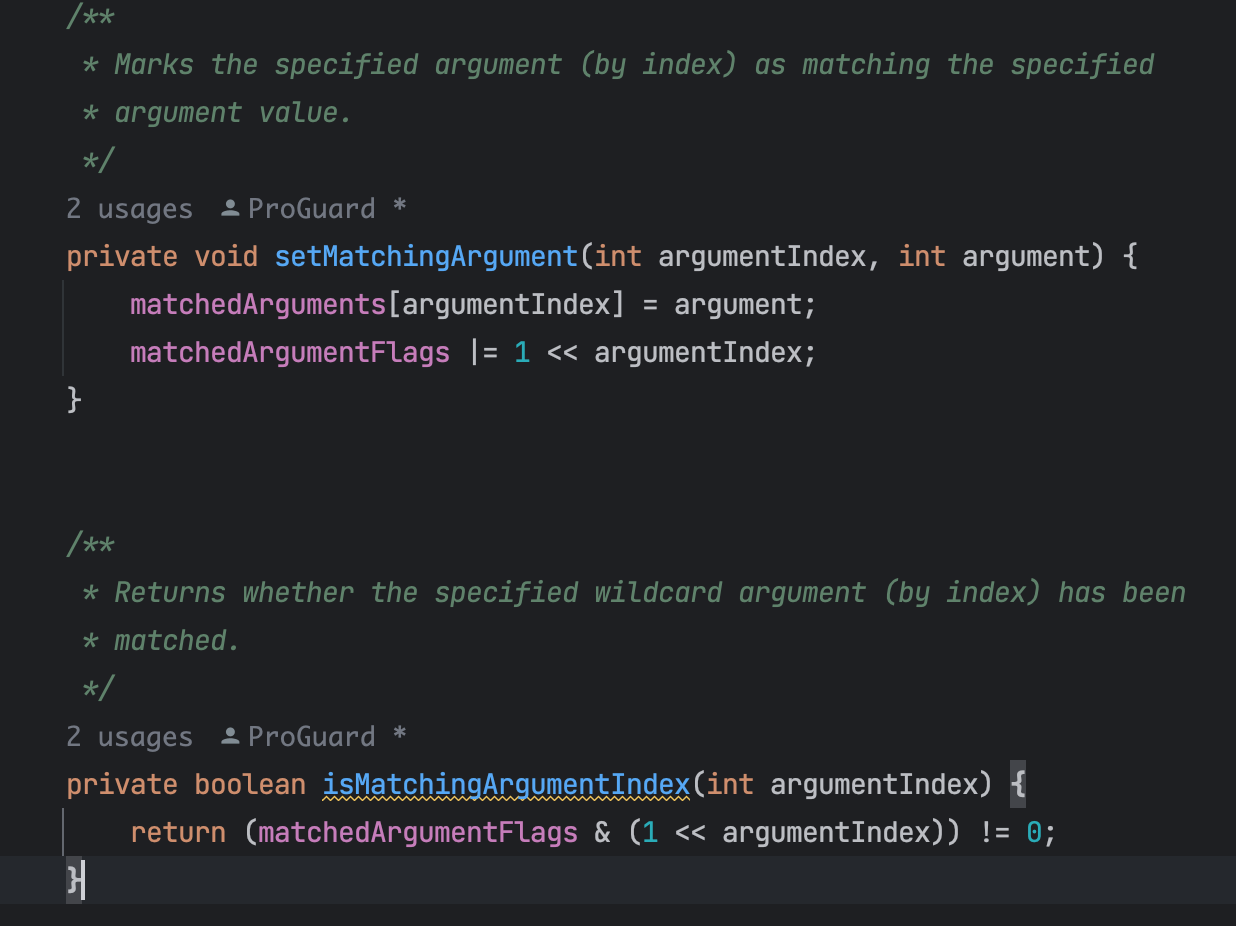 /**
 * Marks the specified argument (by index) as matching the specified
 * argument value.
 */
2 usages ProGuard *
private void setMatchingArgument(int argumentIndex, int argument) {
    matchedArguments[argumentIndex] = argument;
    matchedArgumentFlags |= 1 << argumentIndex;
}
/**
 * Returns whether the specified wildcard argument (by index) has been
 * matched.
 */
2 usages ProGuard *
private boolean isMatchingArgumentIndex(int argumentIndex) {
    return (matchedArgumentFlags & (1 << argumentIndex)) != 0;
}